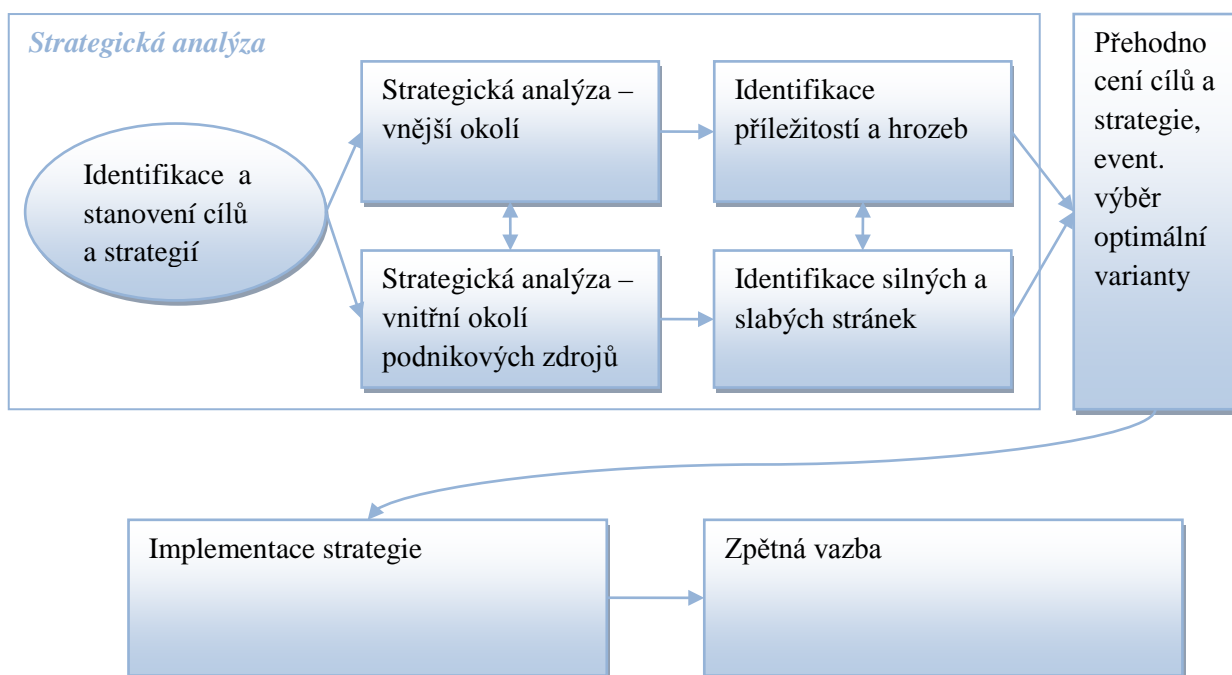 Strategická analýza
Identifikace  a
stanovení cílů
a strategií
Strategická analýza –
vnější okolí
Identifikace
příležitostí a hrozeb
Strategická analýza –
vnitřní okolí
podnikových zdrojů
Identifikace silných a
slabých stránek
Přehodno
cení cílů a
strategie,
event.
výběr
optimální
varianty
Implementace strategie
Zpětná vazba